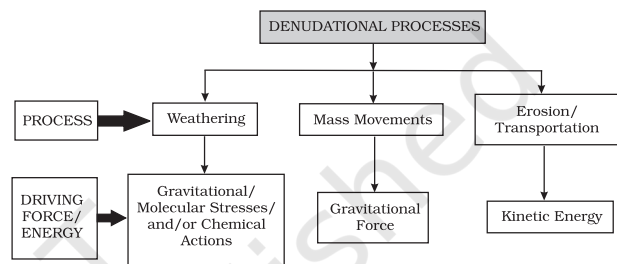 DENUDATIONAL PROCESSES
PROCESS
Weathering
Mass Movements
Erosion/
Transportation
DRIVING
FORCE/
ENERGY
Gravitational/
Molecular Stresses/
and/or Chemical
Actions
Gravitational
Force
Kinetic Energy